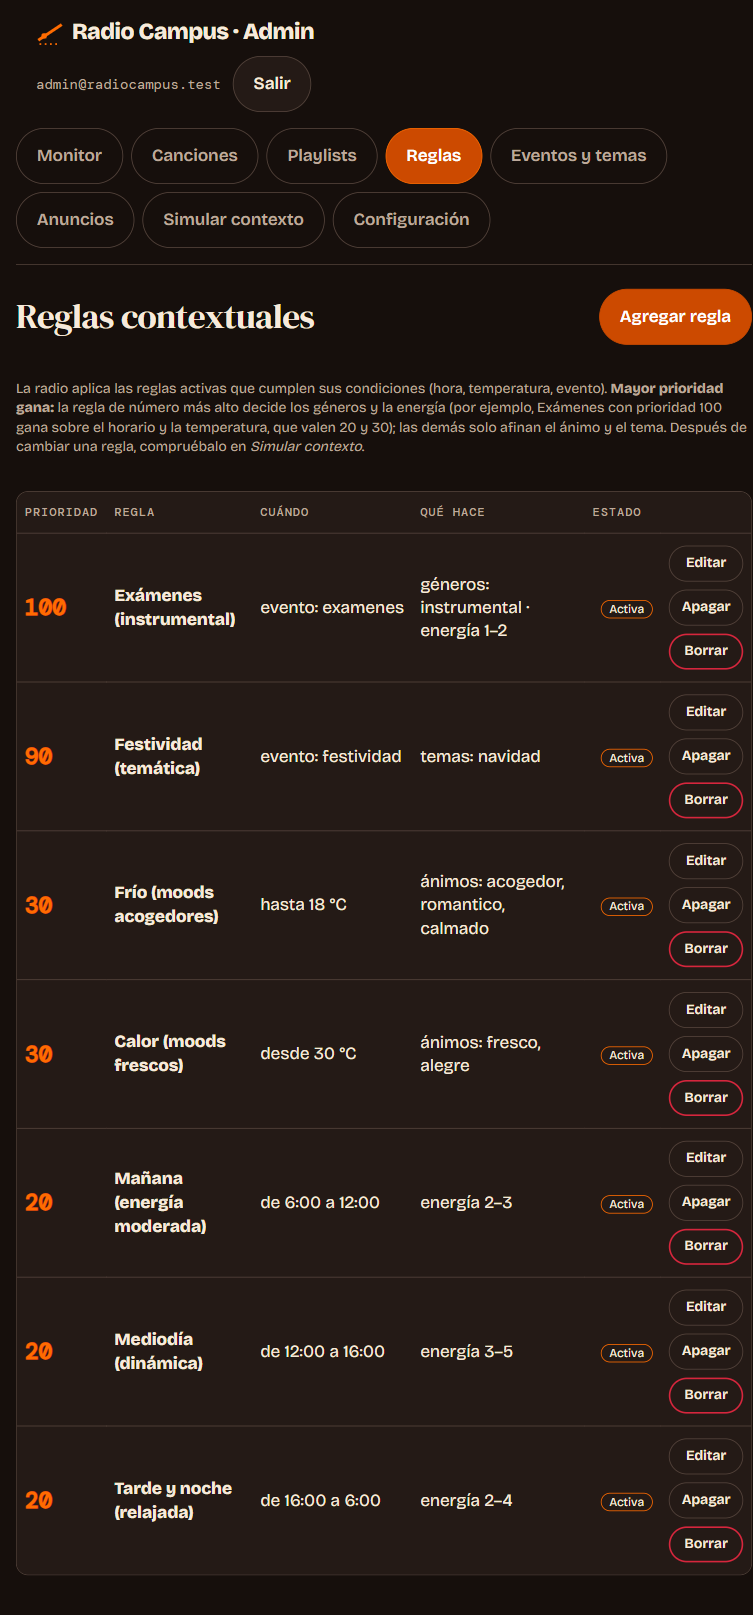 Radio Campus · Admin
admin@radiocampus.test
Salir
Monitor
Canciones
Playlists
Reglas
Eventos y temas
Anuncios
Simular contexto
Configuración
Reglas contextuales
Agregar regla
La radio aplica las reglas activas que cumplen sus condiciones (hora, temperatura, evento). Mayor prioridad
gana: la regla de número más alto decide los géneros y la energía (por ejemplo, Exámenes con prioridad 100
gana sobre el horario y la temperatura, que valen 20 y 30); las demás solo afinan el ánimo y el tema. Después de
cambiar una regla, compruébalo en Simular contexto.
PRIORIDAD
REGLA
CUÁNDO
QUÉ HACE
ESTADO
100
Exámenes
(instrumental)
evento: examenes
géneros:
instrumental ·
energía 1–2
Activa
Editar
Apagar
Borrar
90
Festividad
(temática)
evento: festividad
temas: navidad
Activa
Editar
Apagar
Borrar
30
Frío (moods
acogedores)
hasta 18 °C
ánimos: acogedor,
romantico,
calmado
Activa
Editar
Apagar
Borrar
30
Calor (moods
frescos)
desde 30 °C
ánimos: fresco,
alegre
Activa
Editar
Apagar
Borrar
20
Mañana
(energía
moderada)
de 6:00 a 12:00
energía 2–3
Activa
Editar
Apagar
Borrar
20
Mediodía
(dinámica)
de 12:00 a 16:00
energía 3–5
Activa
Editar
Apagar
Borrar
20
Tarde y noche
(relajada)
de 16:00 a 6:00
energía 2–4
Activa
Editar
Apagar
Borrar